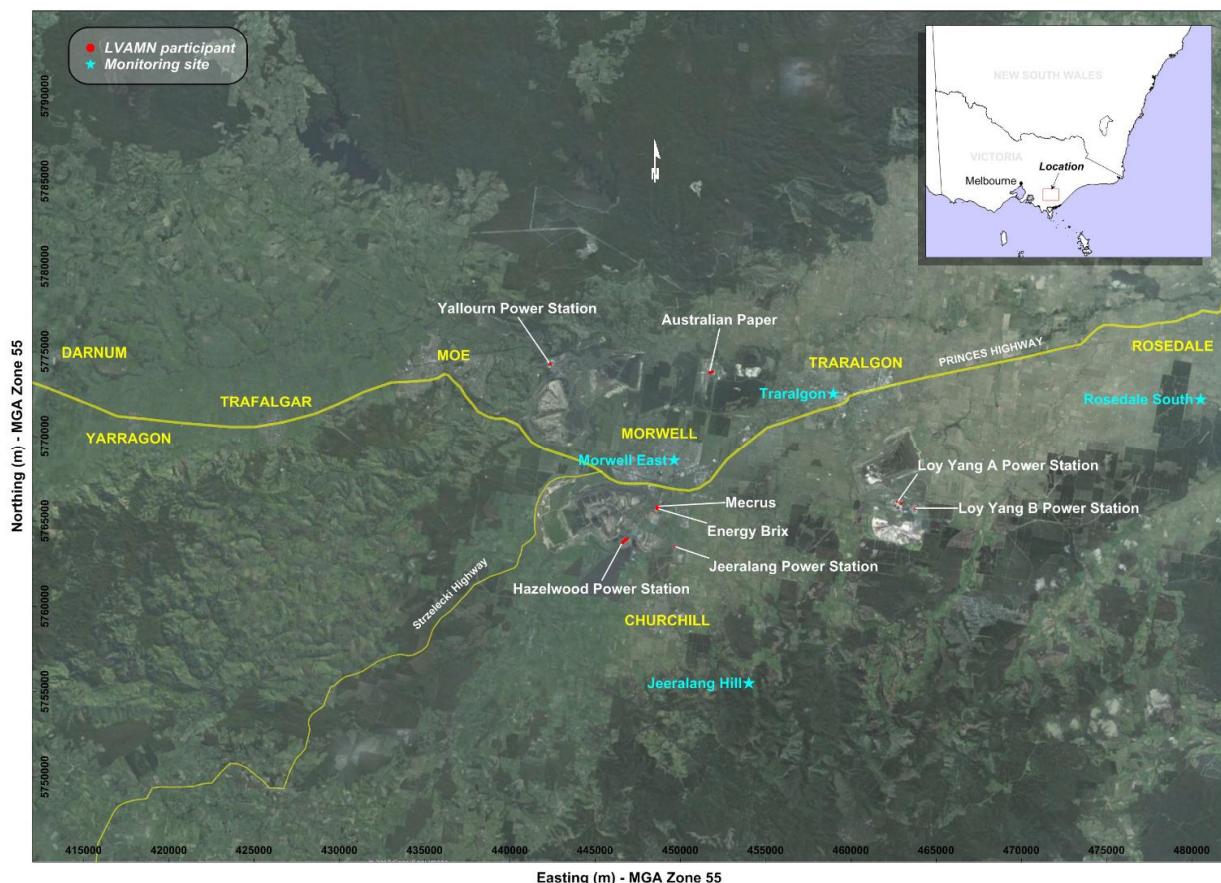 LVAMN participant
Monitoring site
NEW SOUTH WALES
VICTORIA
Location
Melbourne
N
Yallourn Power Station
Australian Paper
DARNUM
MOE
TRARALGON
PRINCES HIGHWAY
ROSEDALE
TRAFALGAR
Traralgon
Rosedale South
YARRAGON
MORWELL
Morwell East
Loy Yang A Power Station
Mecrus
Loy Yang B Power Station
Energy Brix
Jeeralang Power Station
Hazelwood Power Station
Strzelecki Highway
CHURCHILL
Jeeralang Hill
5790000
5785000
5780000
5775000
5770000
5765000
5760000
5755000
5750000
Northing (m) - MGA Zone 55
415000 420000 425000 430000 435000 440000 445000 450000 455000 460000 465000 470000 475000 480000
Easting (m) - MGA Zone 55